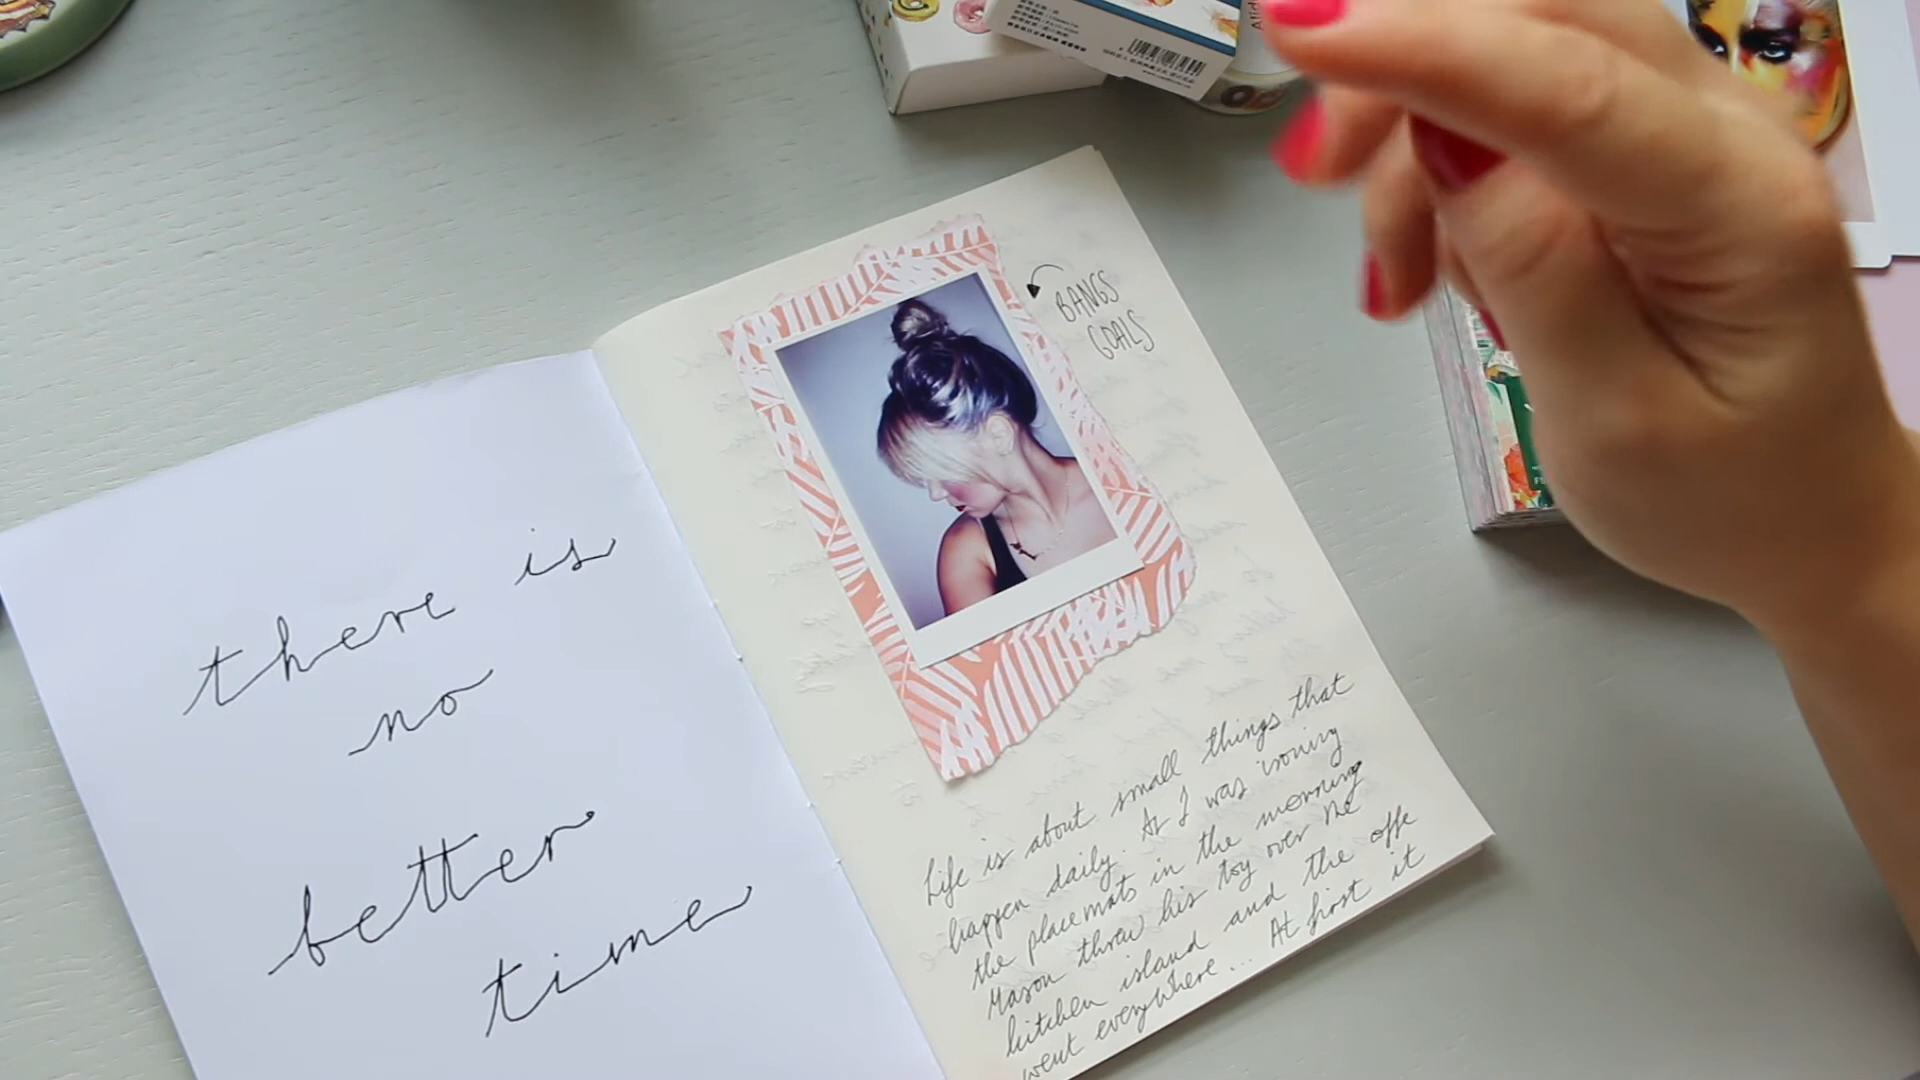 there is
no
better
time
BANGS
GOALS
Life is about small things that
happen daily. As I was ironing
the placemats in the morning
Mason threw his toy over the
kitchen island and the offe
went everywhere... At first it